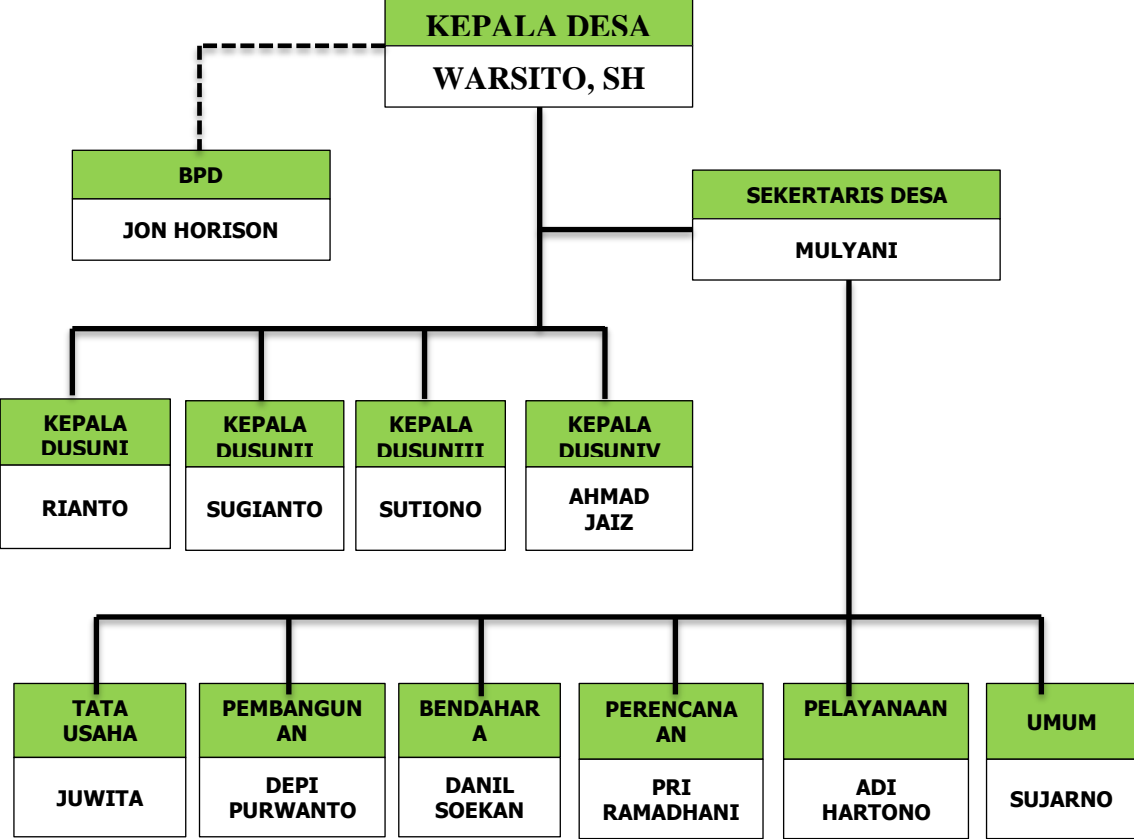 KEPALA DESA
WARSITO, SH
BPD
JON HORISON
SEKERTARIS DESA
MULYANI
KEPALA
DUSUNI
RIANTO
KEPALA
DUSUNII
SUGIANTO
KEPALA
DUSUNIII
SUTIONO
KEPALA
DUSUNIV
AHMAD
JAIZ
TATA
USAHA
JUWITA
PEMBANGUN
AN
DEPI
PURWANTO
BENDAHAR
A
DANIL
SOEKAN
PERENCANA
AN
PRI
RAMADHANI
PELAYANAAN
ADI
HARTONO
UMUM
SUJARNO